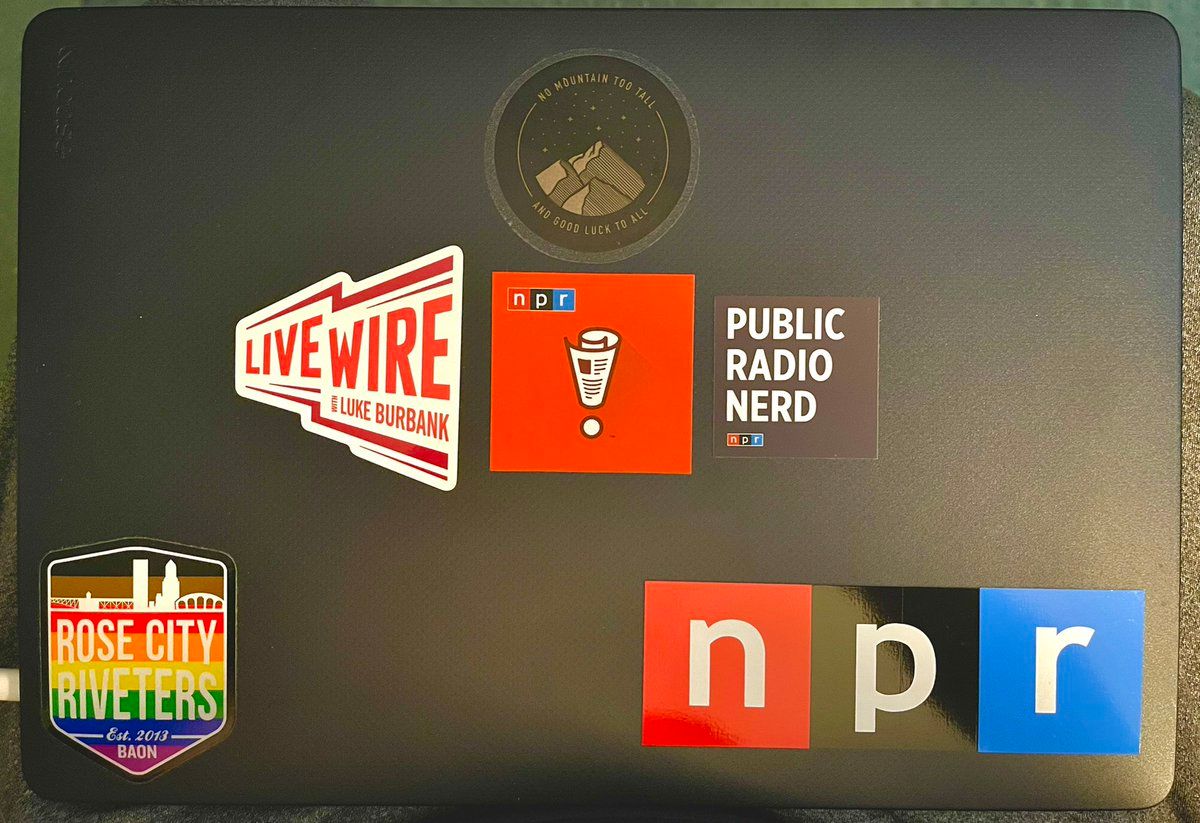 NO MOUNTAIN TOO TALL
AND GOOD LUCK TO ALL
LIVE WIRE
WITH LUKE BURBANK
npr
PUBLIC
RADIO
NERD
npr
ROSE CITY
RIVETERS
Est. 2013
BAON
npr